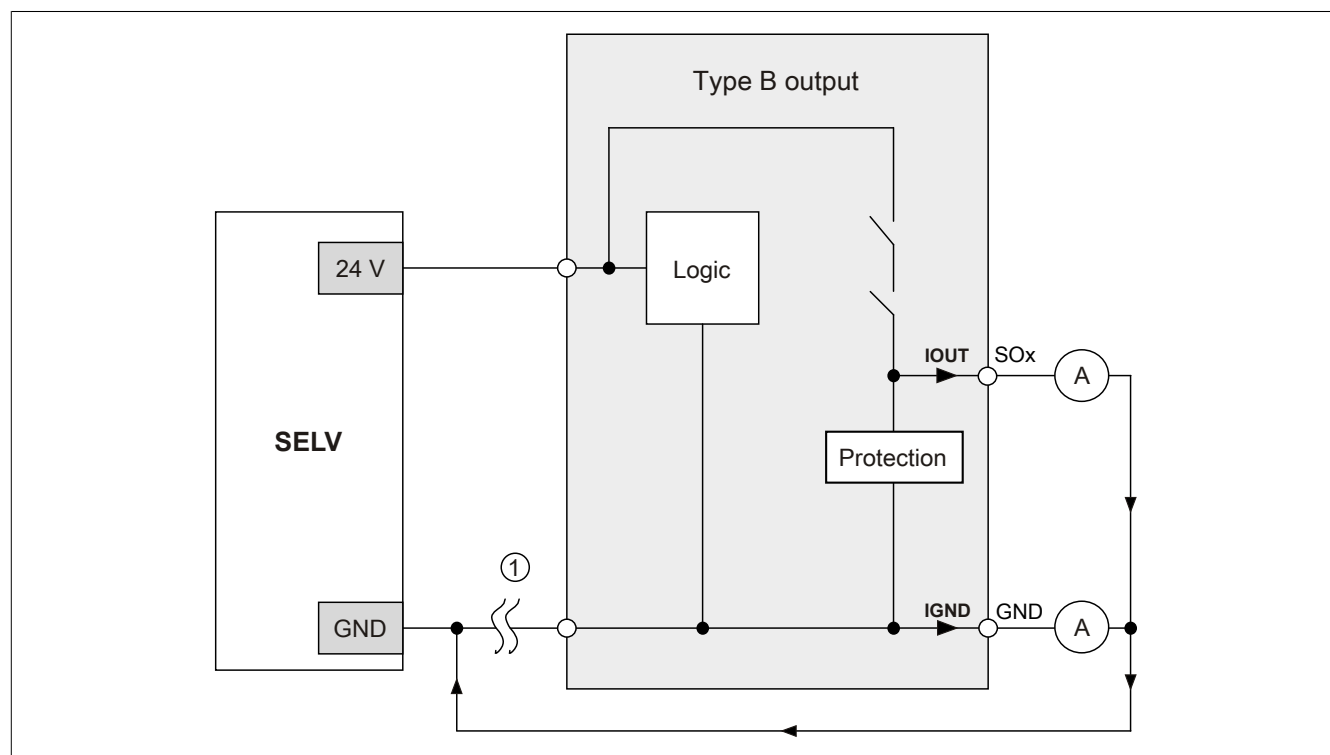 Type B output
24 V
Logic
IOUT
SOx
A
SELV
Protection
1
GND
IGND
GND
A